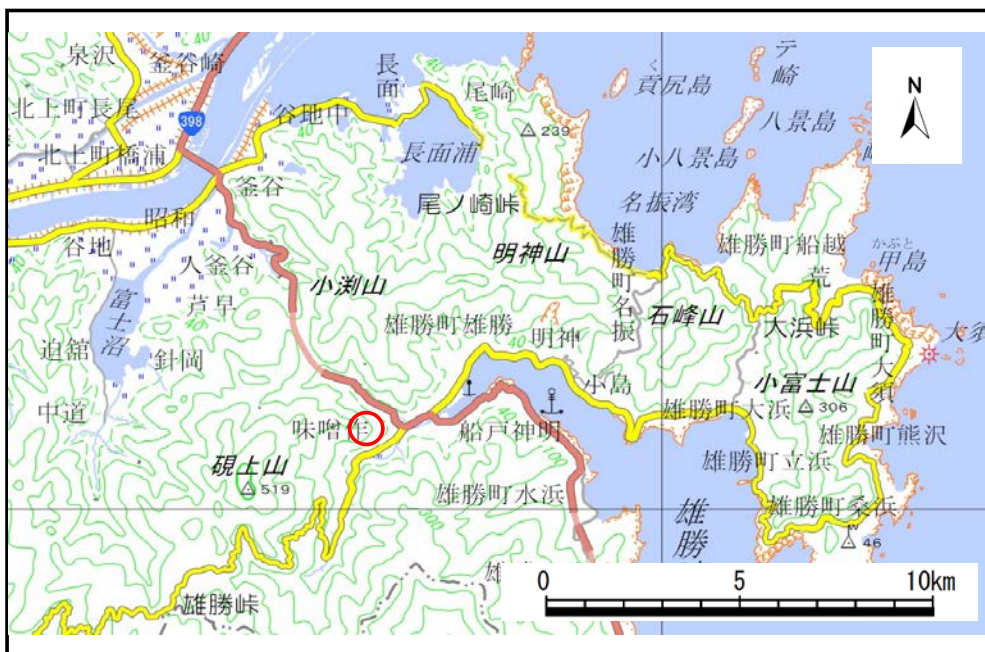 泉沢
釜谷崎
北上町長尾
398
谷地中
長面
尾崎
239
貢尻島
く
八景島
北上町橋浦
長面浦
小八景島
釜谷
尾ノ崎峠
名振湾
昭和
谷地
入釜谷
明神山
雄勝町名振
雄勝町船越
荒
かぶと
甲島
小渕山
芦早
富士沼
石峰山
大浜峠
雄勝町大須
雄勝町雄勝
明神
迫舘
針岡
小島
小富士山
306
中道
味噌作
船戸神明
雄勝町大浜
雄勝町熊沢
硯上山
519
雄勝町立浜
雄勝町水浜
雄勝町桑浜
46
雄勝峠
N
40
300
0 5 10km